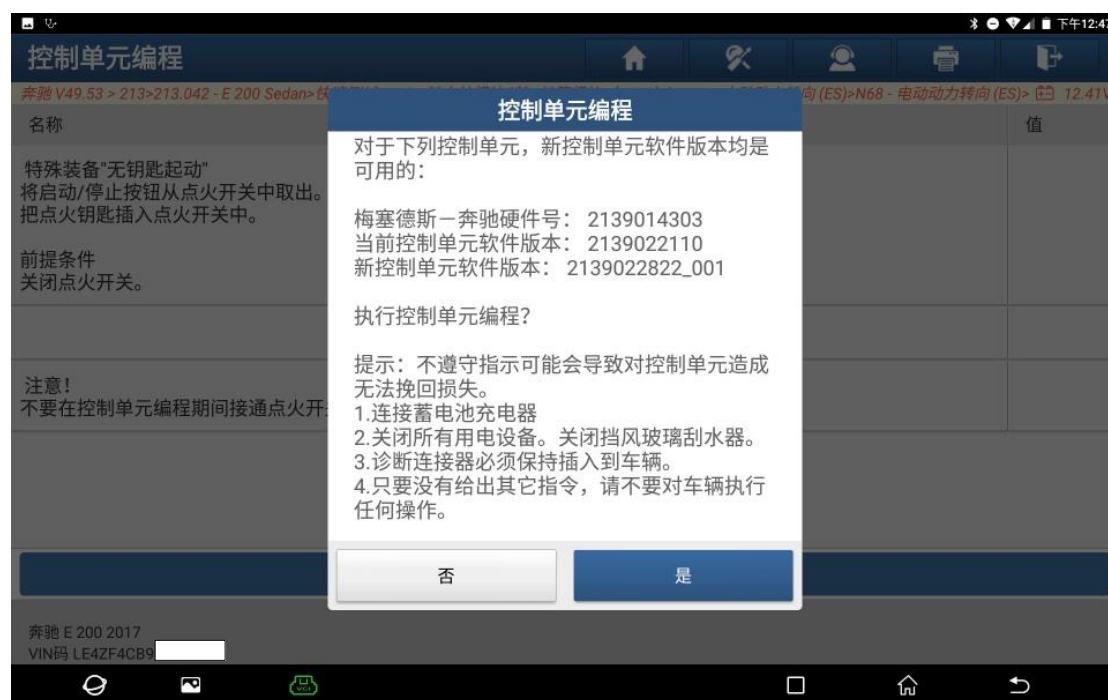 下午12:47
控制单元编程
奔驰 V49.53 > 213>213.042 - E 200 Sedan>
(ES)>N68 - 电动动力转向 (ES)> 12.41V
控制单元编程
名称
值
特殊装备"无钥匙起动"
将启动/停止按钮从点火开关中取出。
把点火钥匙插入点火开关中。
前提条件
关闭点火开关。
注意！
不要在控制单元编程期间接通点火开
对于下列控制单元，新控制单元软件版本均是
可用的：
梅塞德斯－奔驰硬件号： 2139014303
当前控制单元软件版本： 2139022110
新控制单元软件版本： 2139022822_001
执行控制单元编程？
提示：不遵守指示可能会导致对控制单元造成
无法挽回损失。
1.连接蓄电池充电器
2.关闭所有用电设备。关闭挡风玻璃刮水器。
3.诊断连接器必须保持插入到车辆。
4.只要没有给出其它指令，请不要对车辆执行
任何操作。
否
是
奔驰 E 200 2017
VIN码 LE4ZF4CB9
VCI